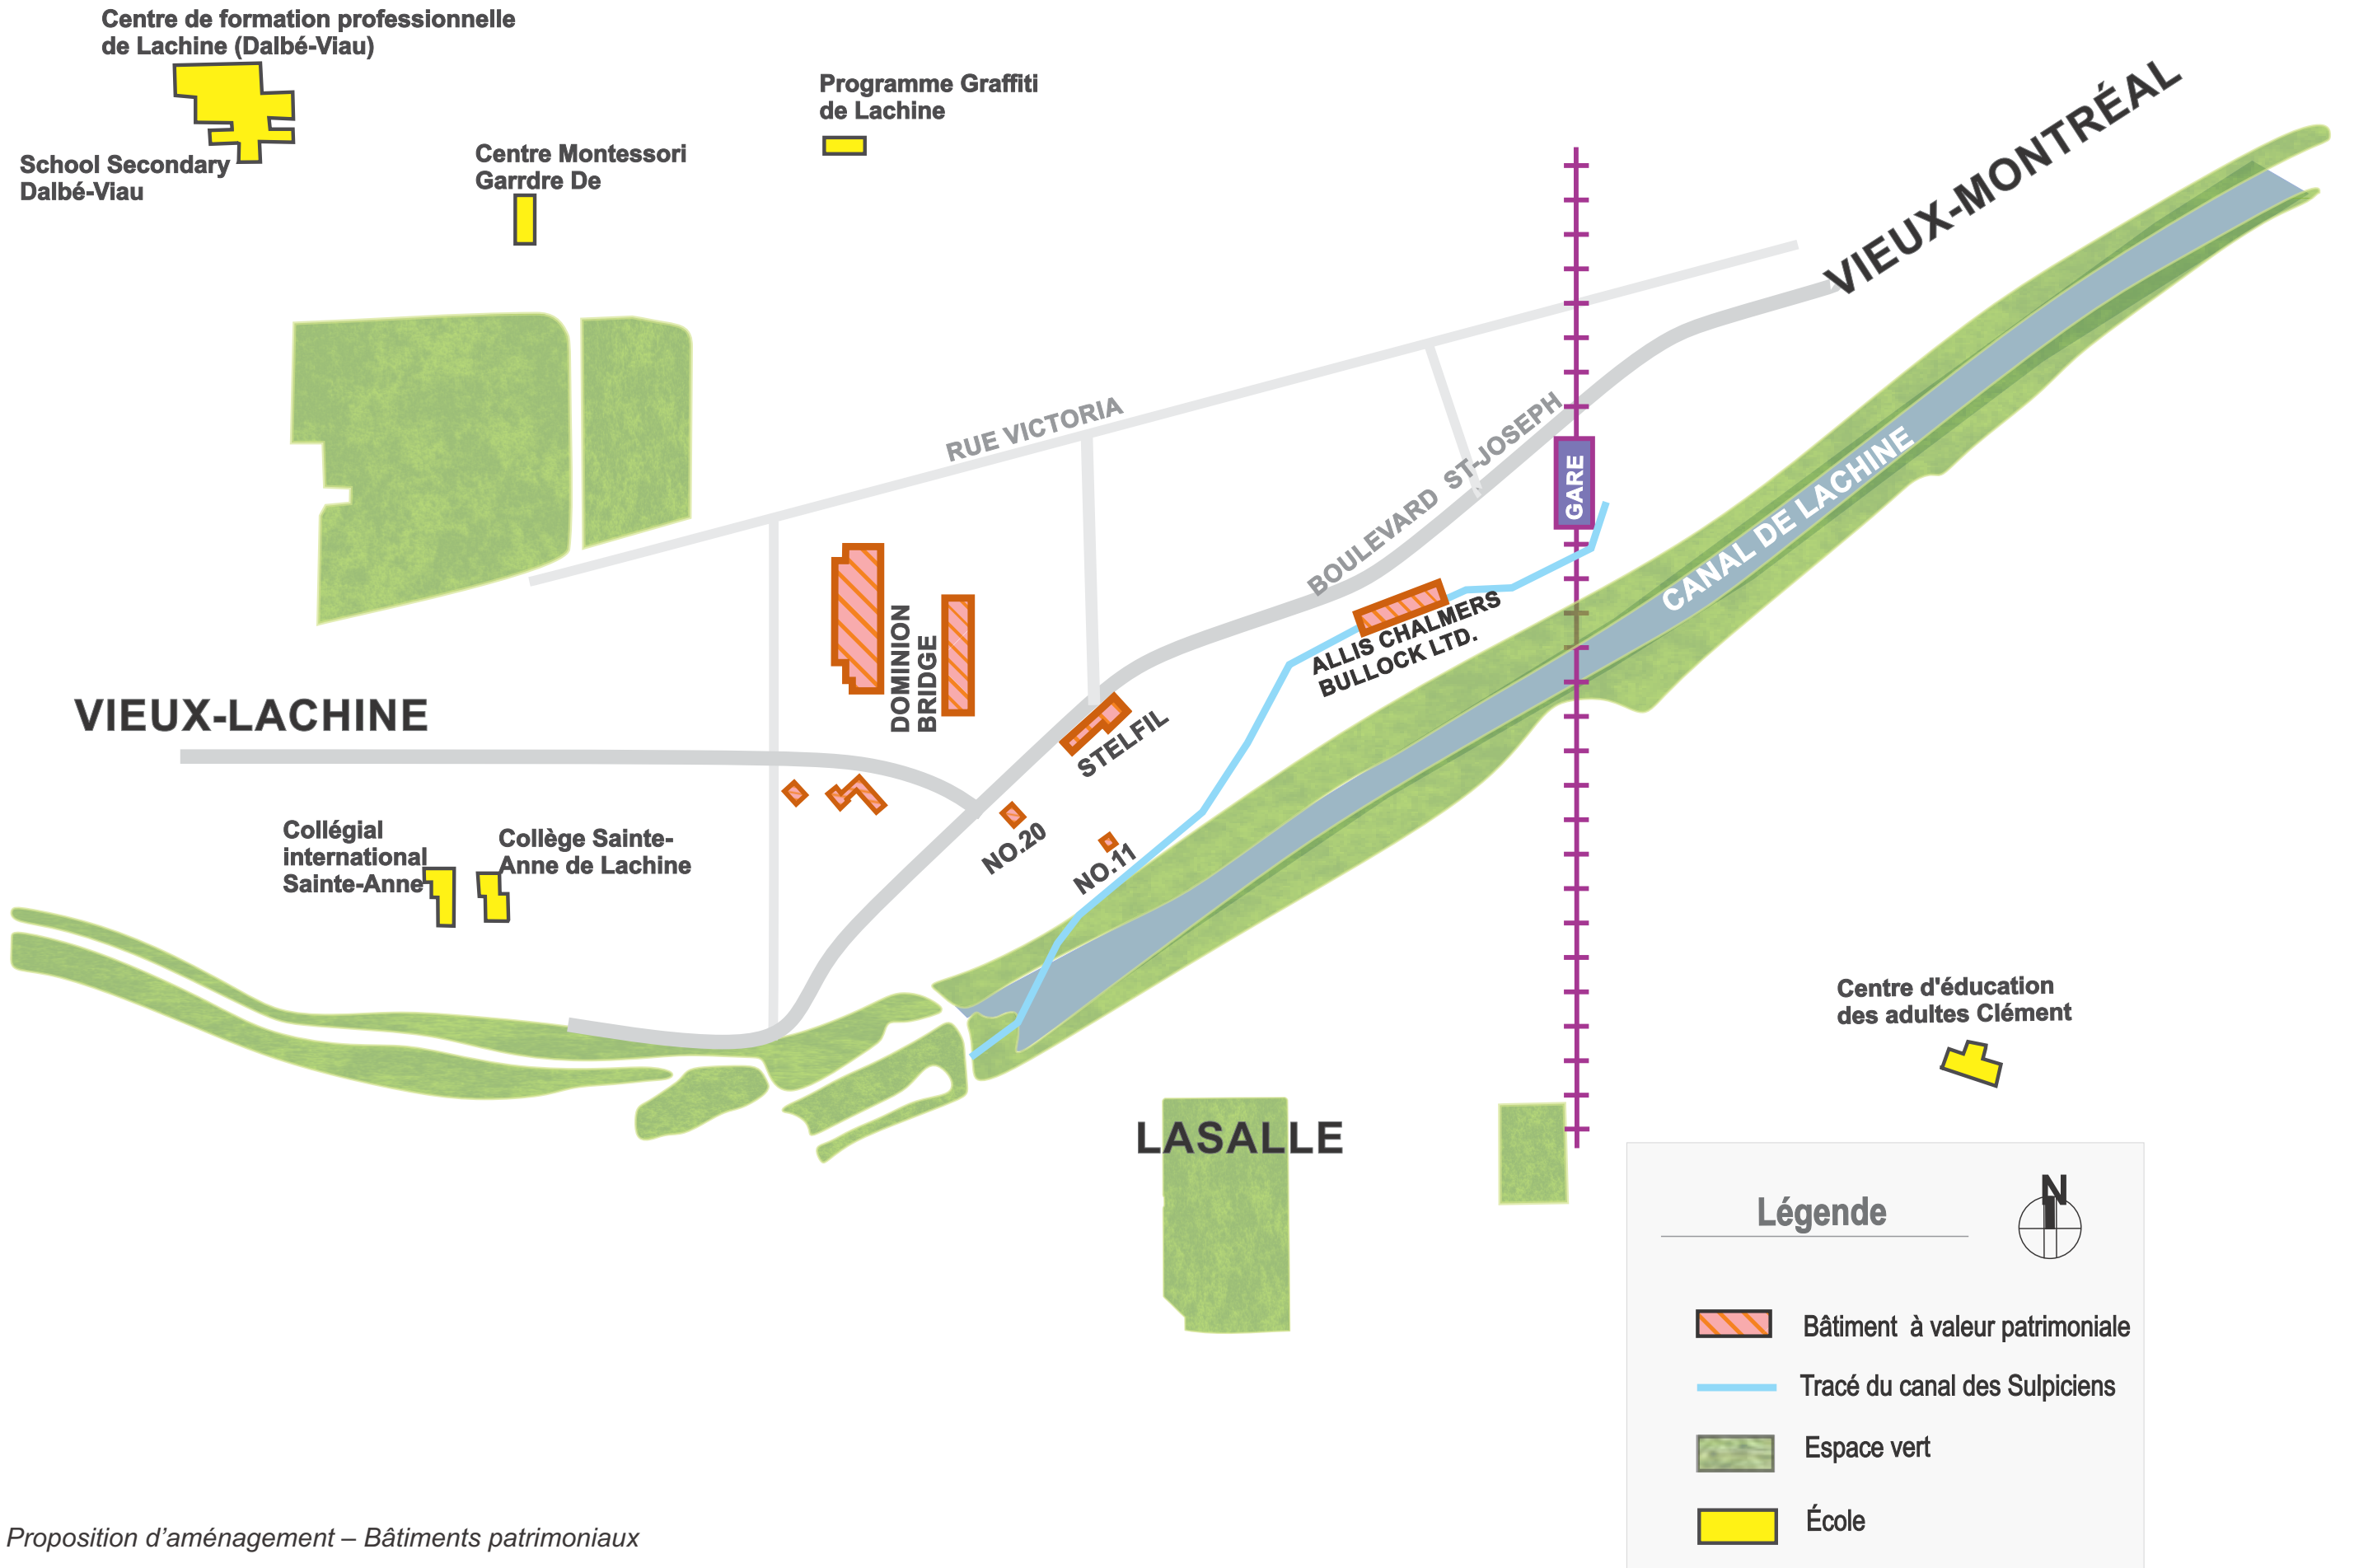 Centre de formation professionnelle
de Lachine (Dalbé-Viau)
School Secondary
Dalbé-Viau
Centre Montessori
Garrdre De
Programme Graffiti
de Lachine
VIEUX-MONTRÉAL
RUE VICTORIA
BOULEVARD ST-JOSEPH
GARE
CANAL DE LACHINE
ALLIS CHALMERS
BULLOCK LTD.
DOMINION
BRIDGE
VIEUX-LACHINE
STELFIL
NO.20
NO.11
Collégial
international
Sainte-Anne
Collège Sainte-
Anne de Lachine
Centre d'éducation
des adultes Clément
LASALLE
Légende
N
Bâtiment à valeur patrimoniale
Tracé du canal des Sulpiciens
Espace vert
École
Proposition d’aménagement – Bâtiments patrimoniaux